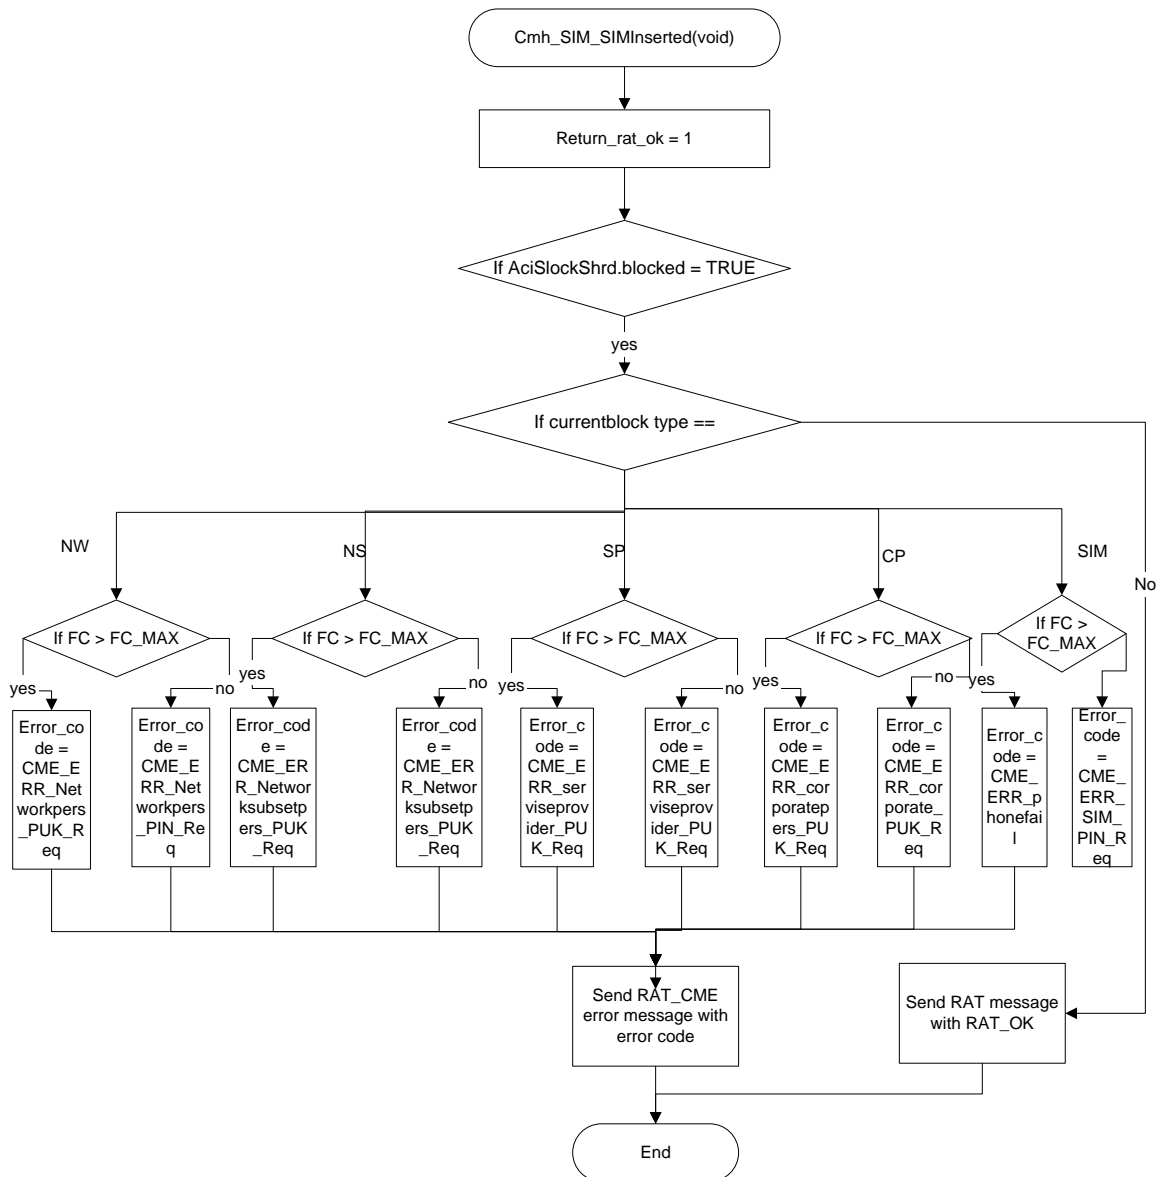 Cmh_SIM_SIMInserted(void)
Return_rat_ok = 1
If AciSlockShrd.blocked = TRUE
yes
If currentblock type ==
NW
NS
SP
CP
SIM
No
If FC > FC_MAX
If FC > FC_MAX
If FC > FC_MAX
If FC > FC_MAX
If FC >
FC_MAX
yes
no
yes
no
yes
no
yes
no
yes
Error_co
de =
CME_E
RR_Net
workpers
_PUK_R
eq
Error_co
de =
CME_E
RR_Net
workpers
_PIN_Re
q
Error_cod
e =
CME_ER
R_Networ
ksubsetp
ers_PUK
_Req
Error_cod
e =
CME_ER
R_Networ
ksubsetp
ers_PUK
_Req
Error_c
ode =
CME_E
RR_ser
viseprov
ider_PU
K_Req
Error_c
ode =
CME_E
RR_ser
viseprov
ider_PU
K_Req
Error_c
ode =
CME_E
RR_cor
poratep
ers_PU
K_Req
Error_c
ode =
CME_E
RR_cor
porate_
PUK_R
eq
Error_c
ode =
CME_
ERR_p
honefai
l
Error_
code
=
CME_
ERR_
SIM_
PIN_R
eq
Send RAT_CME
error message with
error code
Send RAT message
with RAT_OK
End